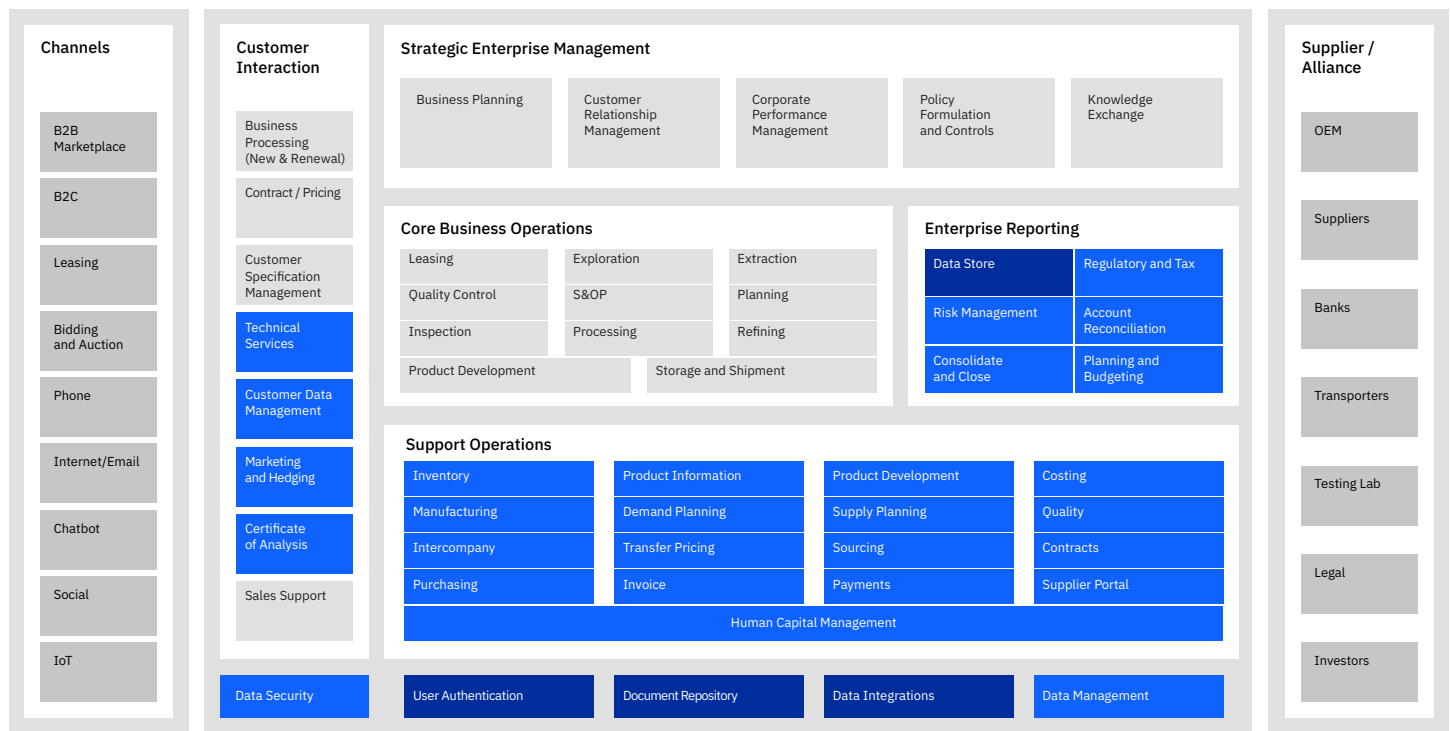 Channels
B2B
Marketplace
B2C
Leasing
Bidding
and Auction
Phone
Internet/Email
Chatbot
Social
IoT
Customer
Interaction
Business
Processing
(New & Renewal)
Contract / Pricing
Customer
Specification
Management
Technical
Services
Customer Data
Management
Marketing
and Hedging
Certificate
of Analysis
Sales Support
Strategic Enterprise Management
Business Planning
Customer
Relationship
Management
Corporate
Performance
Management
Policy
Formulation
and Controls
Knowledge
Exchange
Core Business Operations
Leasing
Exploration
Extraction
Quality Control
S&OP
Planning
Inspection
Processing
Refining
Product Development
Storage and Shipment
Enterprise Reporting
Data Store
Regulatory and Tax
Risk Management
Account
Reconciliation
Consolidate
and Close
Planning and
Budgeting
Support Operations
Inventory
Product Information
Product Development
Costing
Manufacturing
Demand Planning
Supply Planning
Quality
Intercompany
Transfer Pricing
Sourcing
Contracts
Purchasing
Invoice
Payments
Supplier Portal
Human Capital Management
Data Security
User Authentication
Document Repository
Data Integrations
Data Management
Supplier /
Alliance
OEM
Suppliers
Banks
Transporters
Testing Lab
Legal
Investors